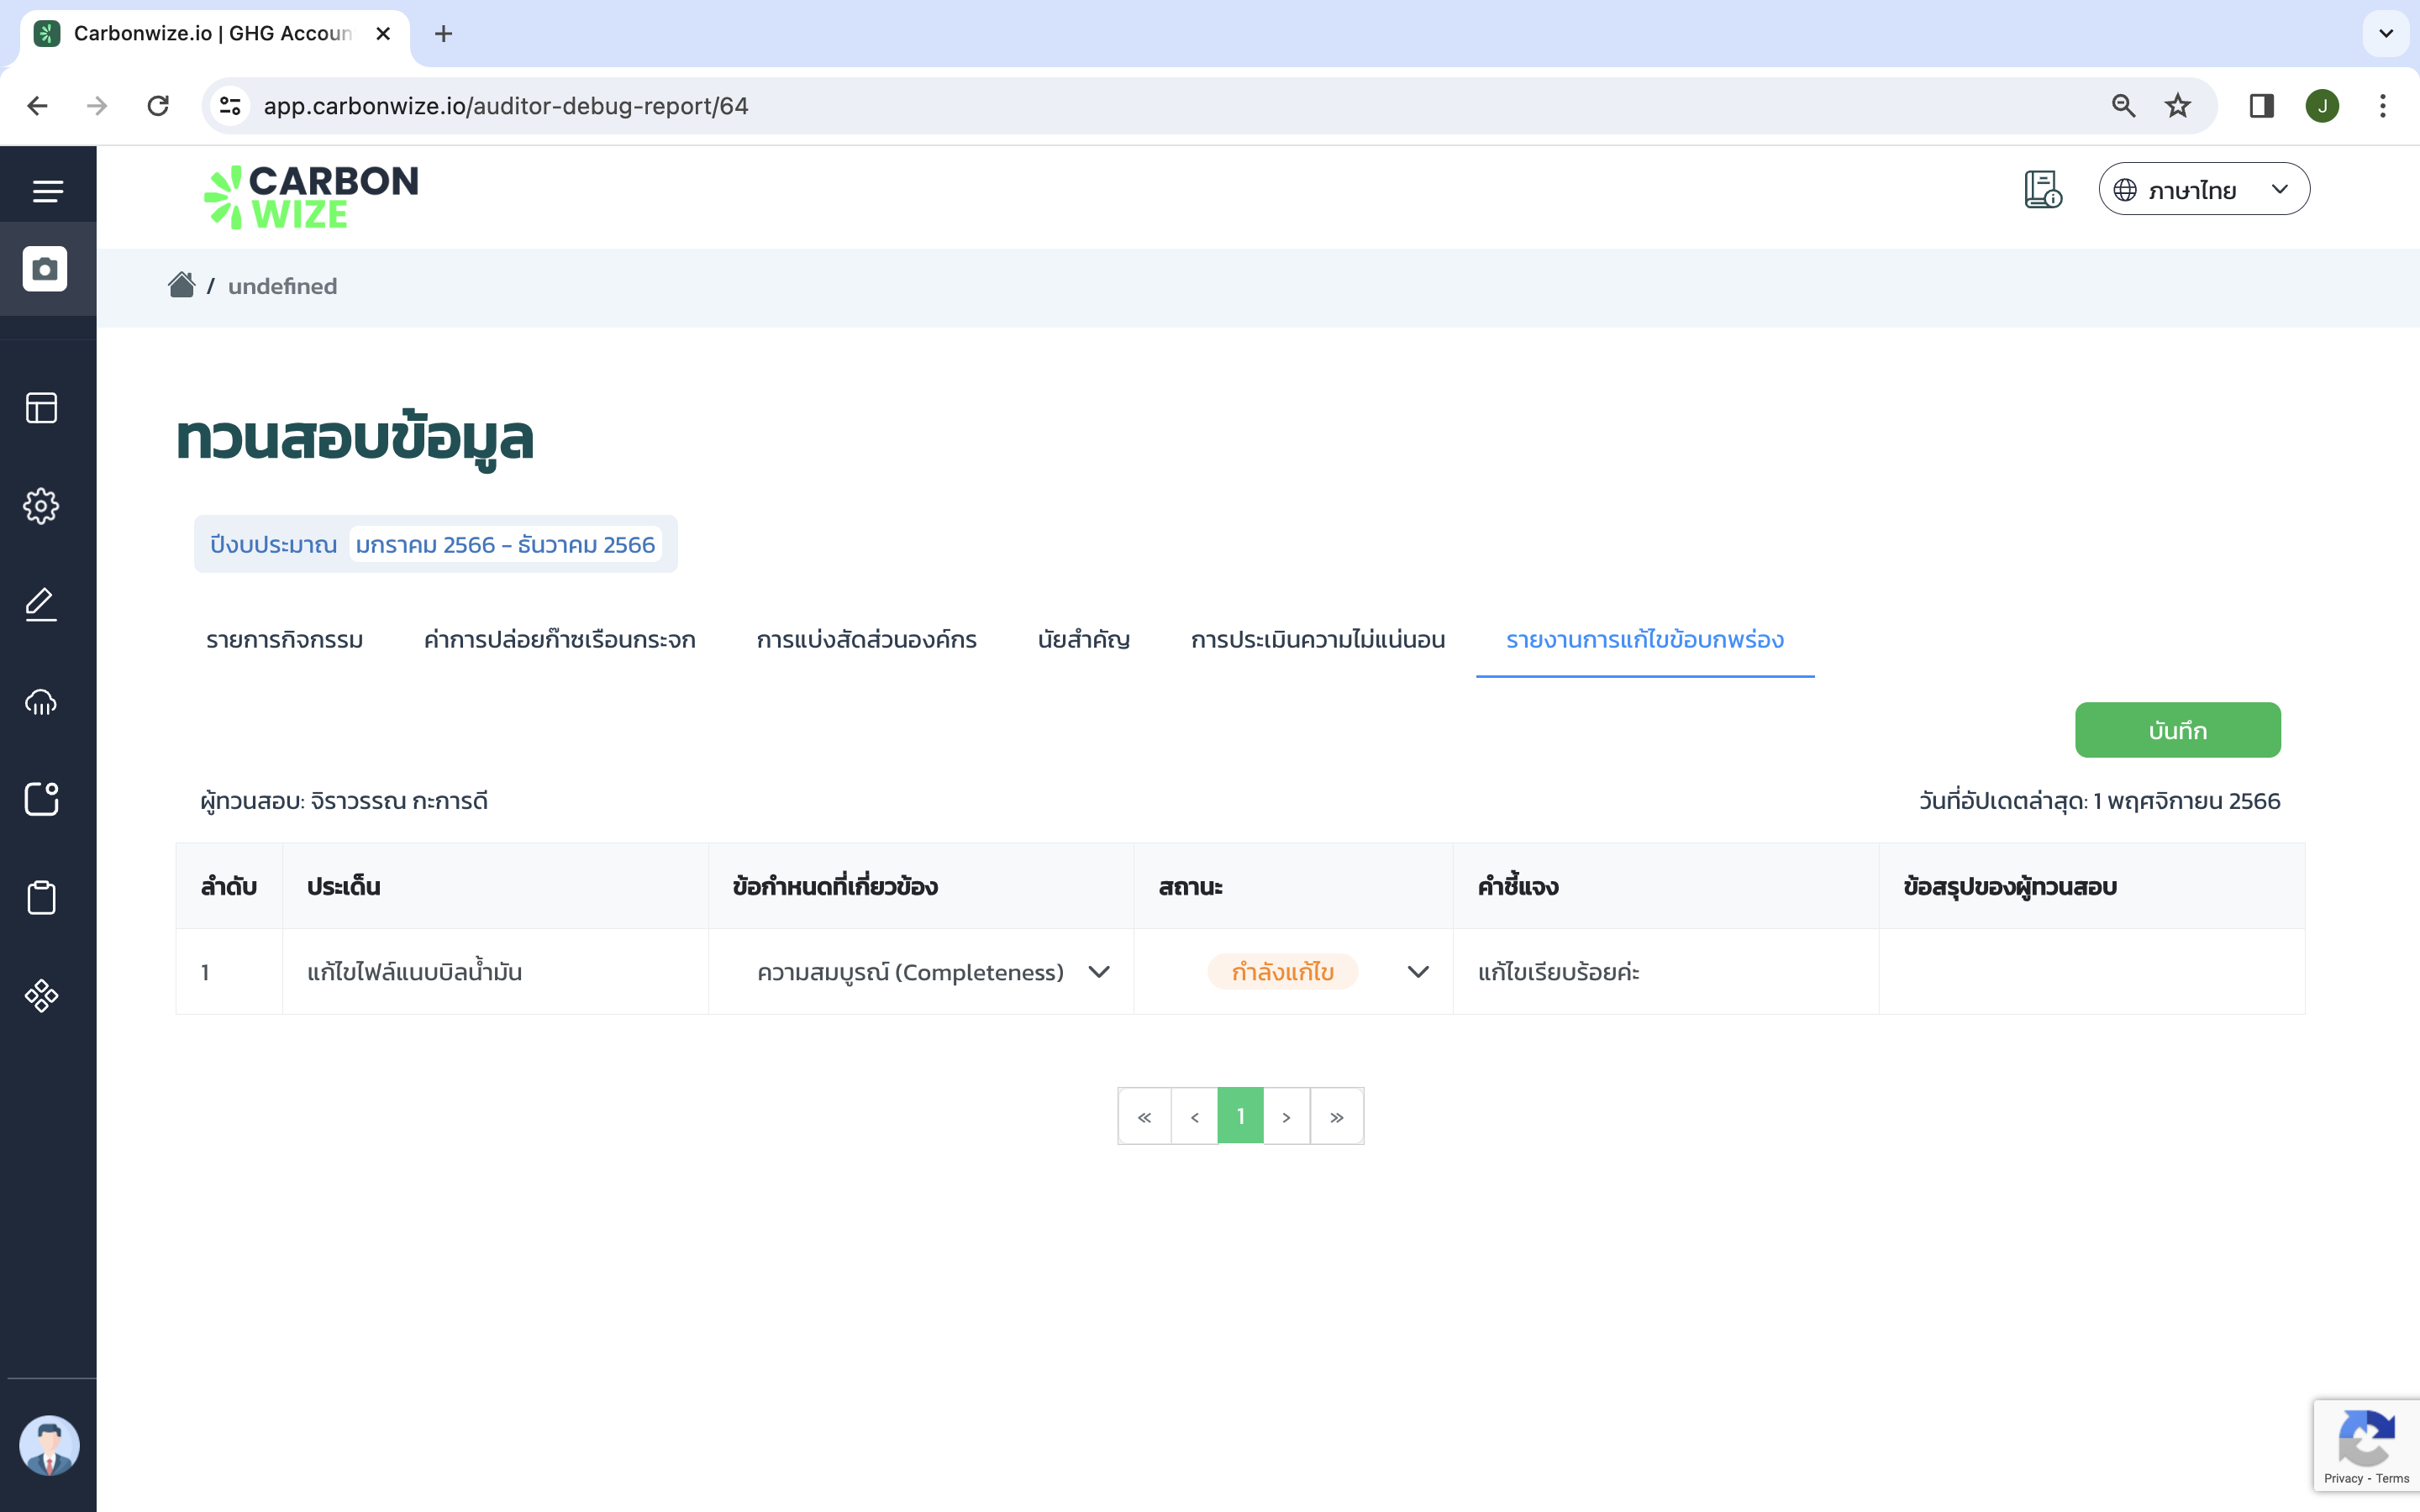 Carbonwize.io | GHG Accoun
app.carbonwize.io/auditor-debug-report/64
J
CARBON
WIZE
ภาษาไทย
/ undefined
ทวนสอบข้อมูล
ปีงบประมาณ มกราคม 2566 - ธันวาคม 2566
รายการกิจกรรม ค่าการปล่อยก๊าซเรือนกระจก การแบ่งสัดส่วนองค์กร นัยสำคัญ การประเมินความไม่แน่นอน รายงานการแก้ไขข้อบกพร่อง
บันทึก
ผู้ทวนสอบ: จิราวรรณ กะการดี วันที่อัปเดตล่าสุด: 1 พฤศจิกายน 2566
ลำดับ ประเด็น ข้อกำหนดที่เกี่ยวข้อง สถานะ คำชี้แจง ข้อสรุปของผู้ทวนสอบ
1 แก้ไขไฟล์แนบบิลน้ำมัน ความสมบูรณ์ (Completeness) กำลังแก้ไข แก้ไขเรียบร้อยค่ะ
« ‹ 1 › »
Privacy - Terms